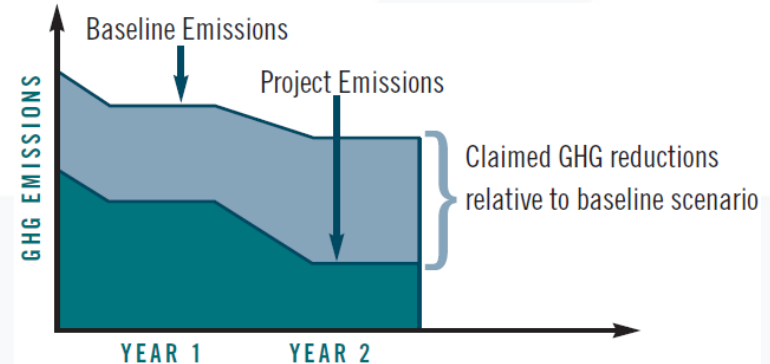 Baseline Emissions
Project Emissions
GHG EMISSIONS
Claimed GHG reductions
relative to baseline scenario
YEAR 1 YEAR 2